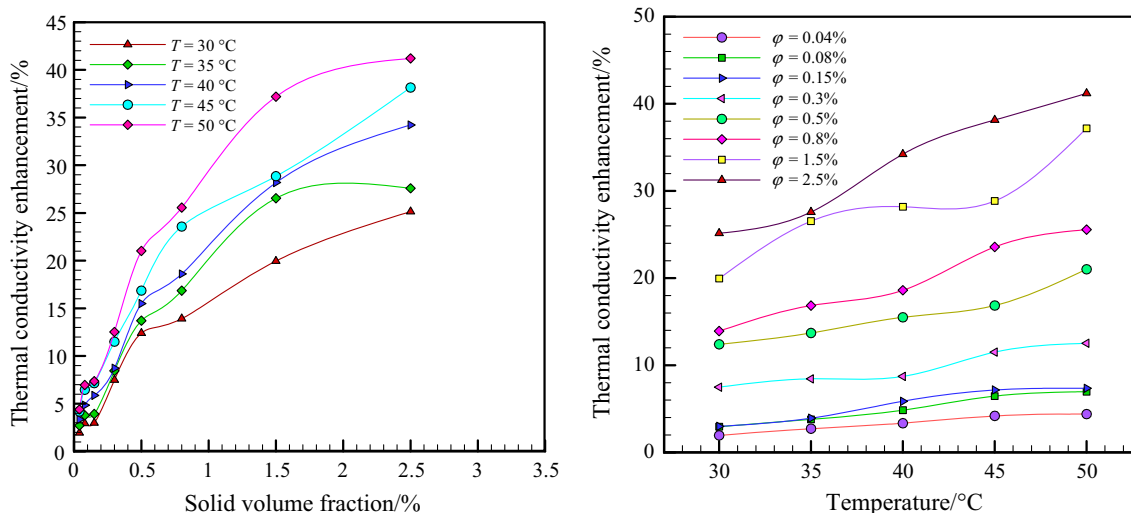 Thermal conductivity enhancement/%
45
40
35
30
25
20
15
10
5
0
T = 30 °C
T = 35 °C
T = 40 °C
T = 45 °C
T = 50 °C
0
0.5
1
1.5
2
2.5
3
3.5
Solid volume fraction/%
Thermal conductivity enhancement/%
50
40
30
20
10
0
φ = 0.04%
φ = 0.08%
φ = 0.15%
φ = 0.3%
φ = 0.5%
φ = 0.8%
φ = 1.5%
φ = 2.5%
30
35
40
45
50
Temperature/°C